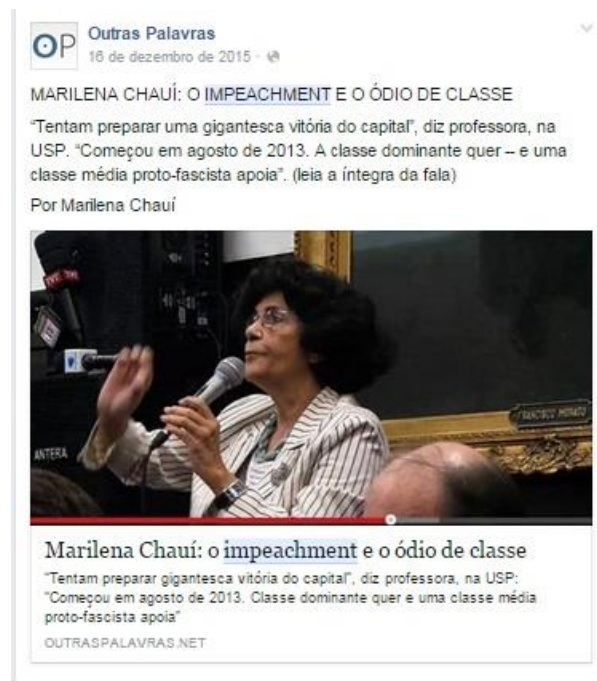 OP
Outras Palavras
16 de dezembro de 2015 ·
MARILENA CHAUÍ: O IMPEACHMENT E O ÓDIO DE CLASSE
"Tentam preparar uma gigantesca vitória do capital", diz professora, na
USP. "Começou em agosto de 2013. A classe dominante quer -- e uma
classe média proto-fascista apoia". (leia a íntegra da fala)
Por Marilena Chauí
ANTERA
FRANCISCO MORATO
Marilena Chauí: o impeachment e o ódio de classe
"Tentam preparar gigantesca vitória do capital", diz professora, na USP:
"Começou em agosto de 2013. Classe dominante quer e uma classe média
proto-fascista apoia"
OUTRASPALAVRAS.NET